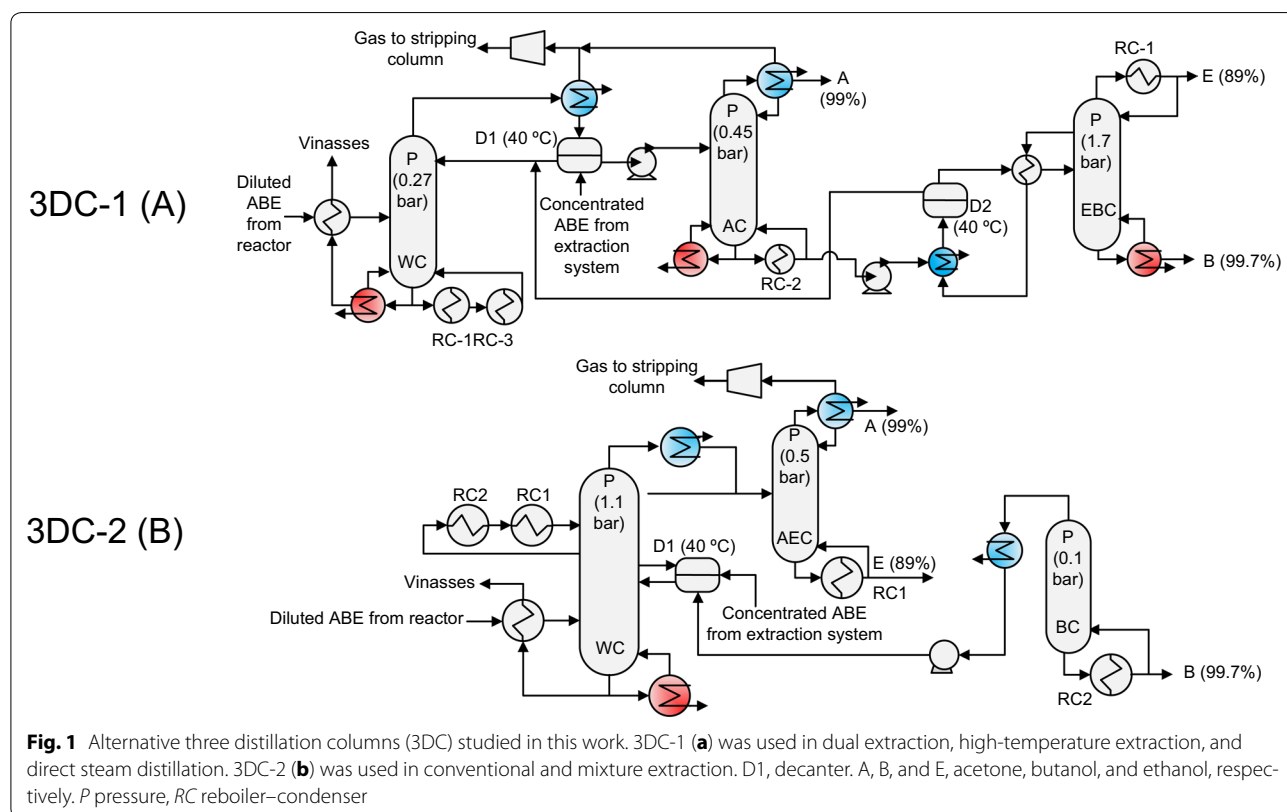 3DC-1 (A)
Gas to stripping
column
A
(99%)
RC-1
E (89%)
D1 (40 ºC)
P
(0.45
bar)
P
(1.7
bar)
Vinasses
P
(0.27
bar)
Diluted
ABE
from
reactor
Concentrated
ABE from
extraction
system
D2
(40 ºC)
EBC
WC
AC
RC-2
B (99.7%)
RC-1RC-3
3DC-2 (B)
Gas to stripping
column
A (99%)
P
(0.5
bar)
P
(1.1
bar)
RC2
RC1
P
(0.1
bar)
D1 (40 ºC)
AEC
E (89%)
RC1
Vinasses
Diluted ABE from reactor
Concentrated ABE
from extraction
system
BC
WC
RC2
B (99.7%)
Fig. 1 Alternative three distillation columns (3DC) studied in this work. 3DC-1 (a) was used in dual extraction, high-temperature extraction, and
direct steam distillation. 3DC-2 (b) was used in conventional and mixture extraction. D1, decanter. A, B, and E, acetone, butanol, and ethanol, respec-
tively. P pressure, RC reboiler–condenser